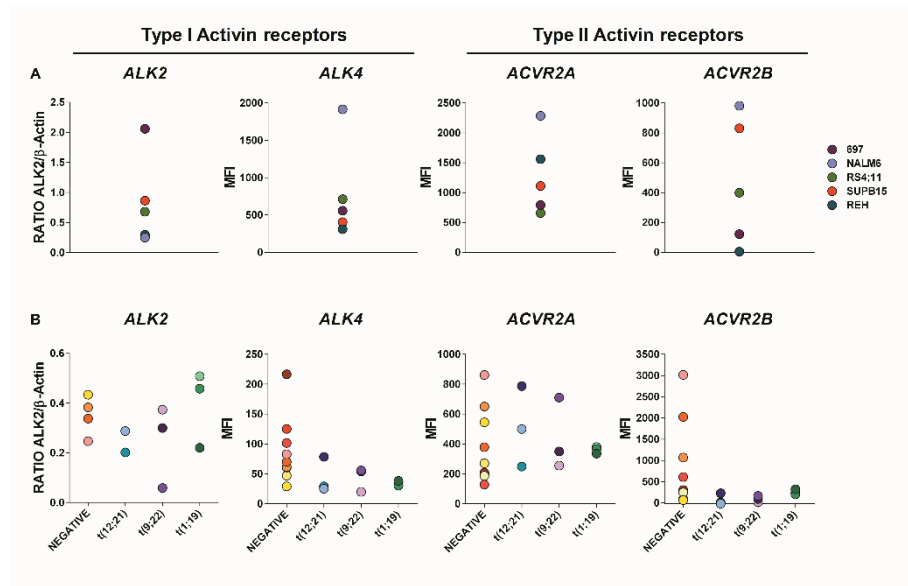 Type I Activin receptors
Type II Activin receptors
A
ALK2
ALK4
ACVR2A
ACVR2B
RATIO ALK2/β-Actin
2.5
2.0
1.5
1.0
0.5
0.0
MFI
2000
1500
1000
500
0
MFI
2500
2000
1500
1000
500
0
MFI
1000
800
600
400
200
0
697
NALM6
RS4;11
SUPB15
REH
B
ALK2
ALK4
ACVR2A
ACVR2B
RATIO ALK2/β-Actin
0.6
0.4
0.2
0.0
NEGATIVE
t(12;21)
t(9;22)
t(1;19)
MFI
250
200
150
100
50
0
NEGATIVE
t(12;21)
t(9;22)
t(1;19)
MFI
1000
800
600
400
200
0
NEGATIVE
t(12;21)
t(9;22)
t(1;19)
MFI
3500
3000
2500
2000
1500
1000
500
0
NEGATIVE
t(12;21)
t(9;22)
t(1;19)